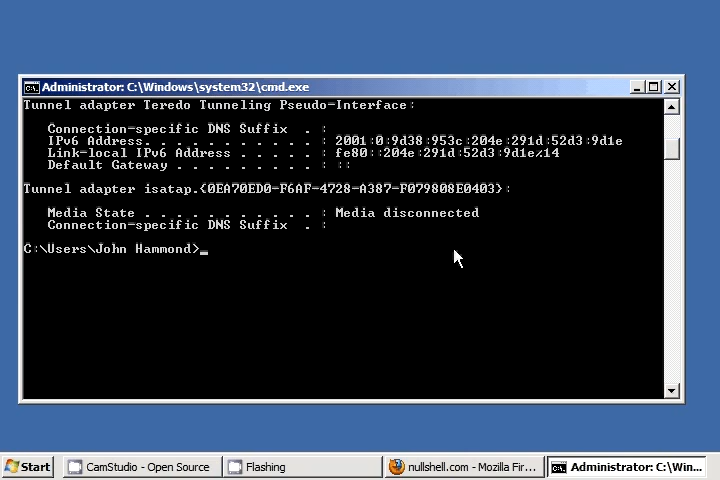 Administrator: C:\Windows\system32\cmd.exe
Tunnel adapter Teredo Tunneling Pseudo-Interface:
Connection-specific DNS Suffix . :
IPv6 Address. . . . . . . . . . . : 2001:0:9d38:953c:204e:291d:52d3:9d1e
Link-local IPv6 Address . . . . . : fe80::204e:291d:52d3:9d1e%14
Default Gateway . . . . . . . . . : ::
Tunnel adapter isatap.{0EA70ED0-F6AF-4728-A387-F079808E0403}:
Media State . . . . . . . . . . . : Media disconnected
Connection-specific DNS Suffix . :
C:\Users\John Hammond>_
Start
CamStudio - Open Source
Flashing
nullshell.com - Mozilla Fir...
Administrator: C:\Win...